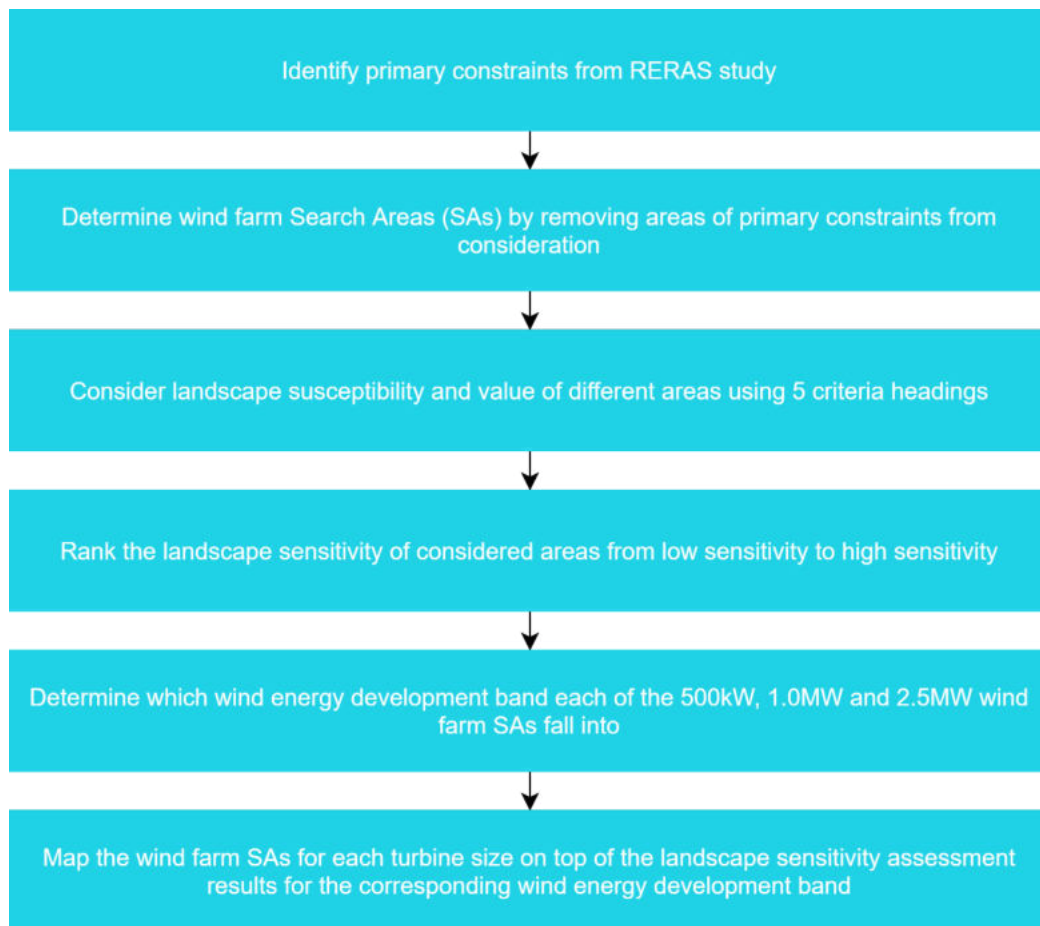 Identify primary constraints from RERAS study
Determine wind farm Search Areas (SAs) by removing areas of primary constraints from
consideration
Consider landscape susceptibility and value of different areas using 5 criteria headings
Rank the landscape sensitivity of considered areas from low sensitivity to high sensitivity
Determine which wind energy development band each of the 500kW, 1.0MW and 2.5MW wind
farm SAs fall into
Map the wind farm SAs for each turbine size on top of the landscape sensitivity assessment
results for the corresponding wind energy development band